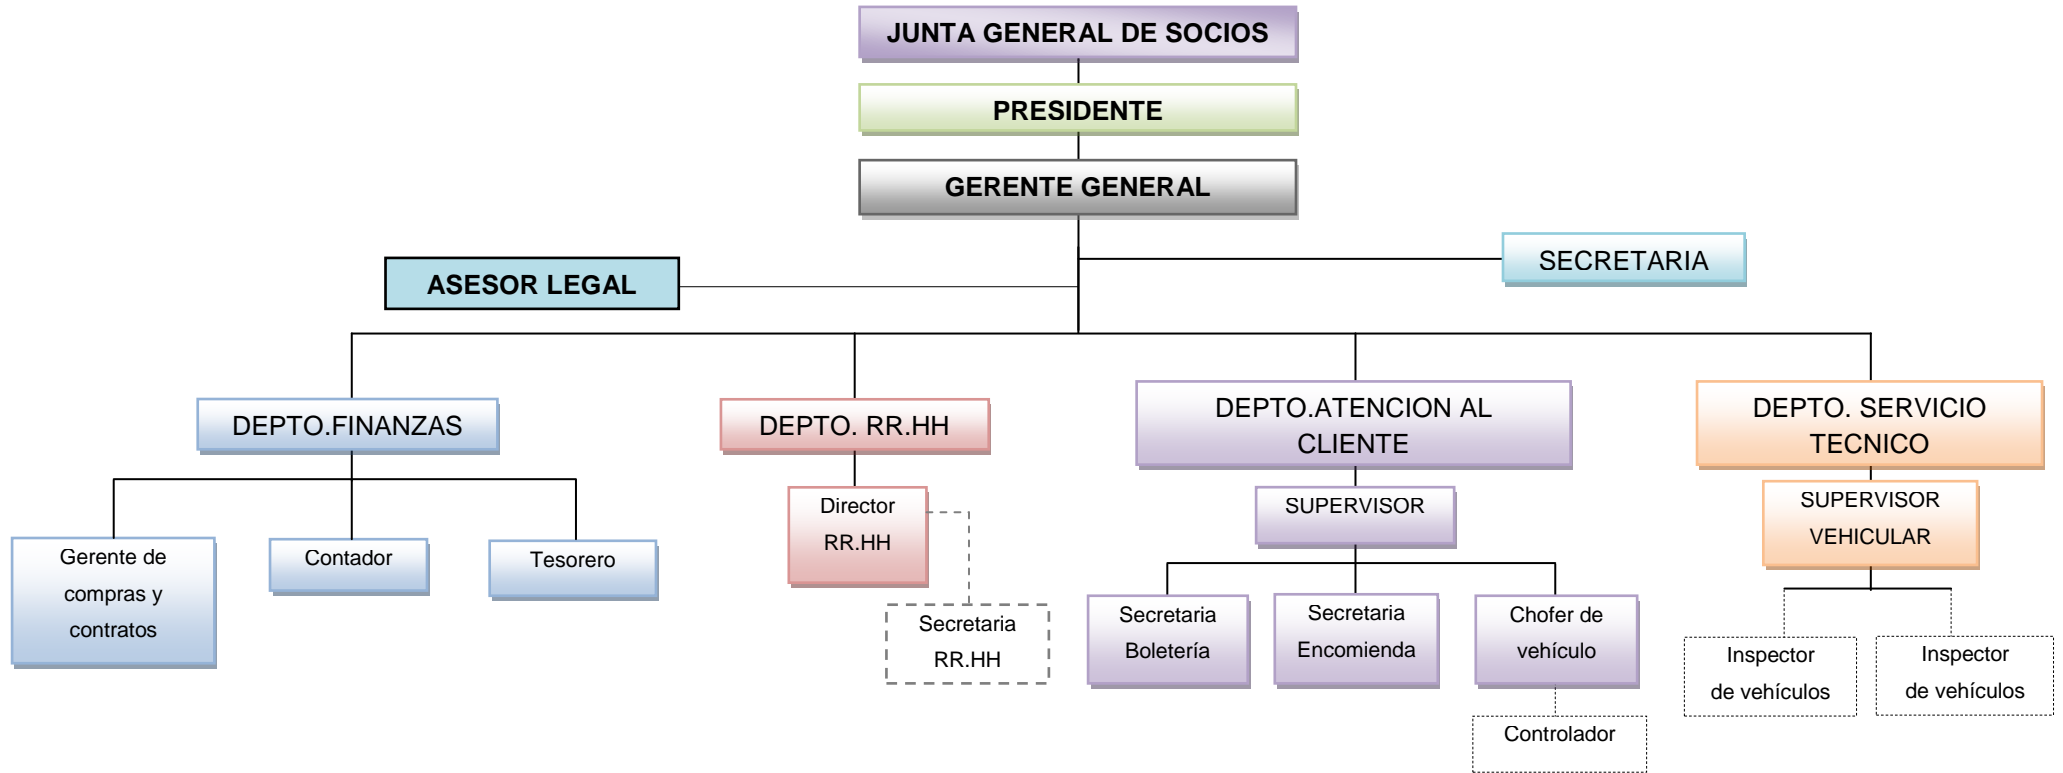 JUNTA GENERAL DE SOCIOS
PRESIDENTE
GERENTE GENERAL
SECRETARIA
ASESOR LEGAL
DEPTO.FINANZAS
Gerente de
compras y
contratos
Contador
Tesorero
DEPTO. RR.HH
Director
RR.HH
Secretaria
RR.HH
DEPTO.ATENCION AL
CLIENTE
SUPERVISOR
Secretaria
Boletería
Secretaria
Encomienda
Chofer de
vehículo
Controlador
DEPTO. SERVICIO
TECNICO
SUPERVISOR
VEHICULAR
Inspector
de vehículos
Inspector
de vehículos